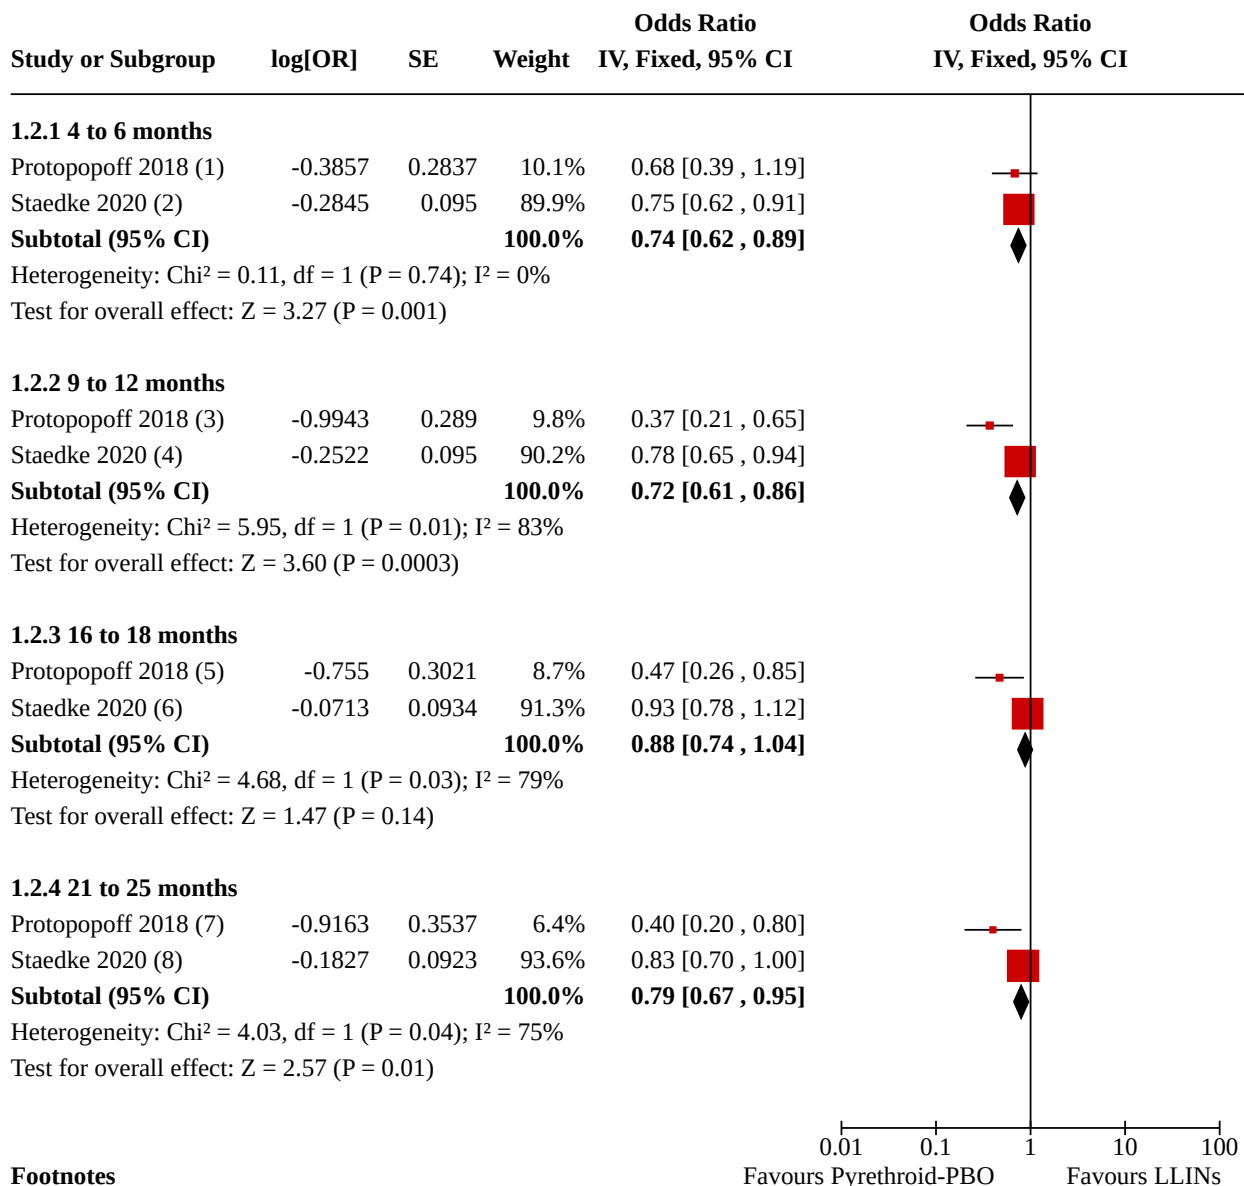 Odds Ratio Odds Ratio
Study or Subgroup log[OR] SE Weight IV, Fixed, 95% CI IV, Fixed, 95% CI
1.2.1 4 to 6 months
Protopopoff 2018 (1) -0.3857 0.2837 10.1% 0.68 [0.39 , 1.19]
Staedke 2020 (2) -0.2845 0.095 89.9% 0.75 [0.62 , 0.91]
Subtotal (95% CI) 100.0% 0.74 [0.62 , 0.89]
Heterogeneity: Chi² = 0.11, df = 1 (P = 0.74); I² = 0%
Test for overall effect: Z = 3.27 (P = 0.001)
1.2.2 9 to 12 months
Protopopoff 2018 (3) -0.9943 0.289 9.8% 0.37 [0.21 , 0.65]
Staedke 2020 (4) -0.2522 0.095 90.2% 0.78 [0.65 , 0.94]
Subtotal (95% CI) 100.0% 0.72 [0.61 , 0.86]
Heterogeneity: Chi² = 5.95, df = 1 (P = 0.01); I² = 83%
Test for overall effect: Z = 3.60 (P = 0.0003)
1.2.3 16 to 18 months
Protopopoff 2018 (5) -0.755 0.3021 8.7% 0.47 [0.26 , 0.85]
Staedke 2020 (6) -0.0713 0.0934 91.3% 0.93 [0.78 , 1.12]
Subtotal (95% CI) 100.0% 0.88 [0.74 , 1.04]
Heterogeneity: Chi² = 4.68, df = 1 (P = 0.03); I² = 79%
Test for overall effect: Z = 1.47 (P = 0.14)
1.2.4 21 to 25 months
Protopopoff 2018 (7) -0.9163 0.3537 6.4% 0.40 [0.20 , 0.80]
Staedke 2020 (8) -0.1827 0.0923 93.6% 0.83 [0.70 , 1.00]
Subtotal (95% CI) 100.0% 0.79 [0.67 , 0.95]
Heterogeneity: Chi² = 4.03, df = 1 (P = 0.04); I² = 75%
Test for overall effect: Z = 2.57 (P = 0.01)
0.01 0.1 1 10 100
Footnotes Favours Pyrethroid-PBO Favours LLINs